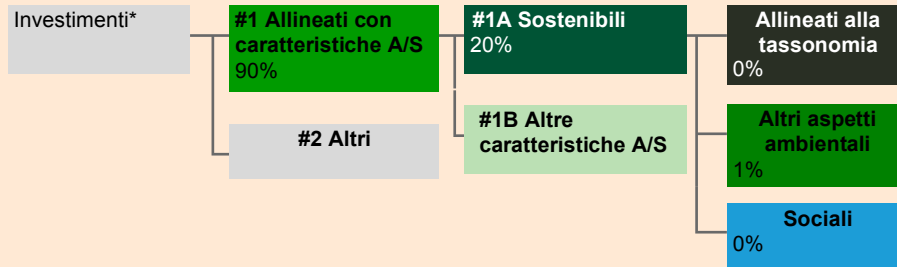 Investimenti*
#1 Allineati con
caratteristiche A/S
90%
#2 Altri
#1A Sostenibili
20%
#1B Altre
caratteristiche A/S
Allineati alla
tassonomia
0%
Altri aspetti
ambientali
1%
Sociali
0%